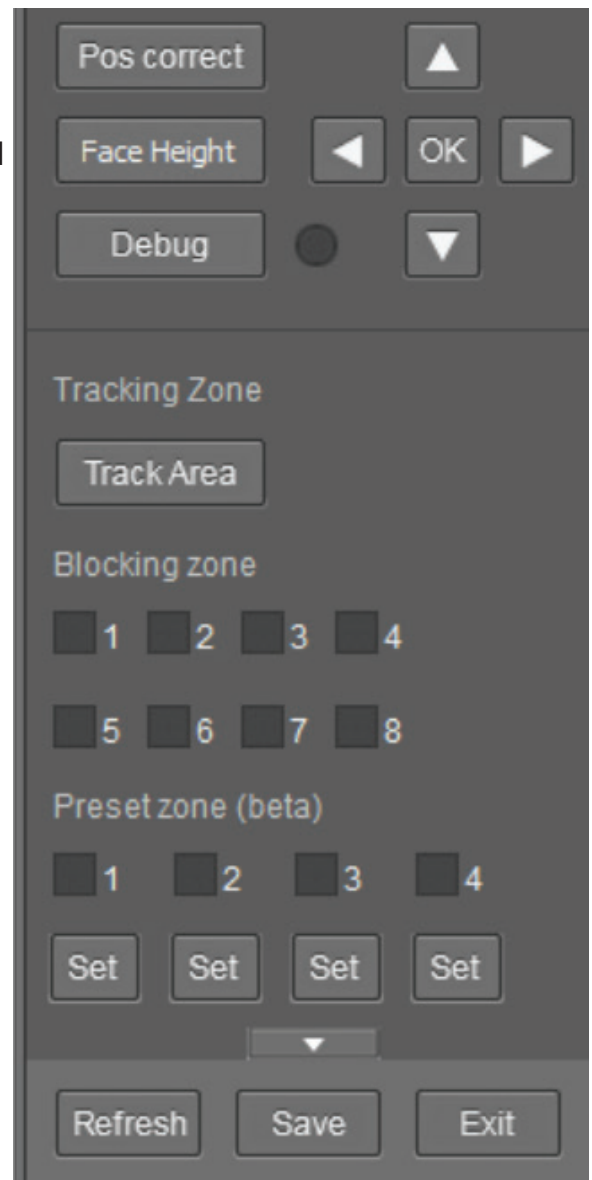 Pos correct
Face Height OK
Debug
Tracking Zone
Track Area
Blocking zone
1 2 3 4
5 6 7 8
Preset zone (beta)
1 2 3 4
Set Set Set Set
Refresh Save Exit